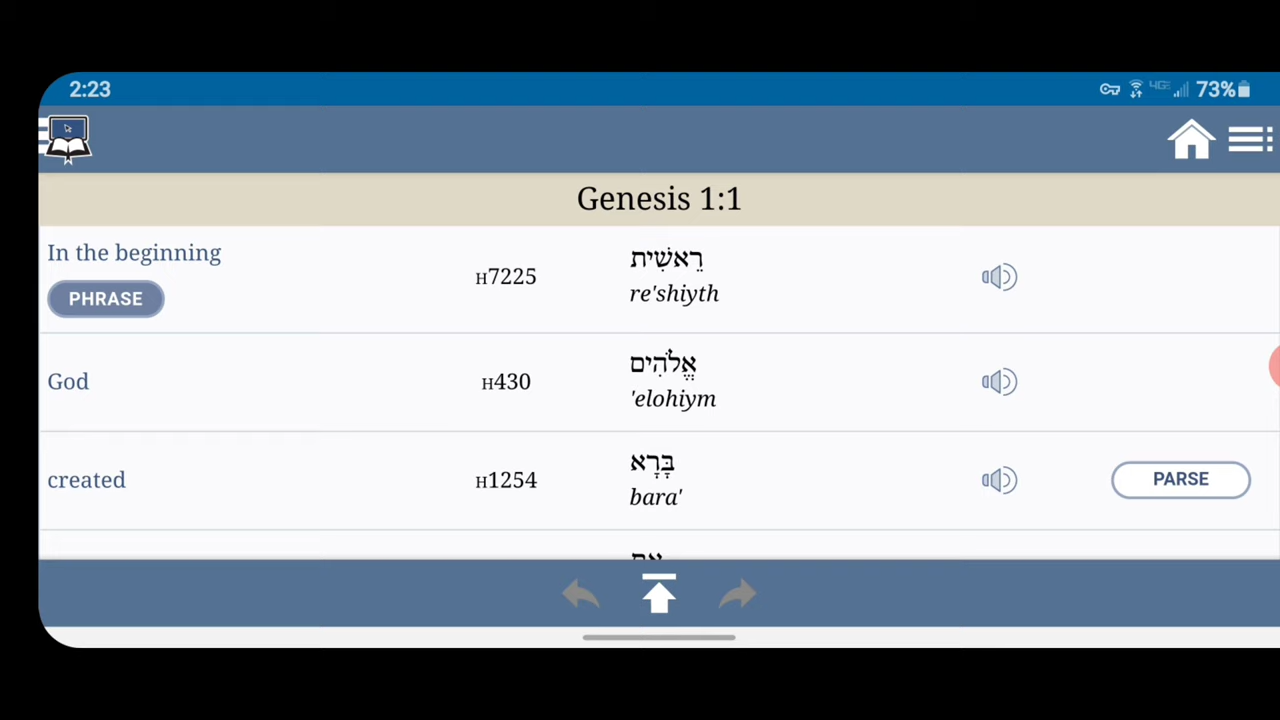 2:23
4G
73%
Genesis 1:1
In the beginning
PHRASE
H7225
רֵאשִׁית
re'shiyth
God
H430
אֱלֹהִים
'elohiym
created
H1254
בָּרָא
bara'
PARSE